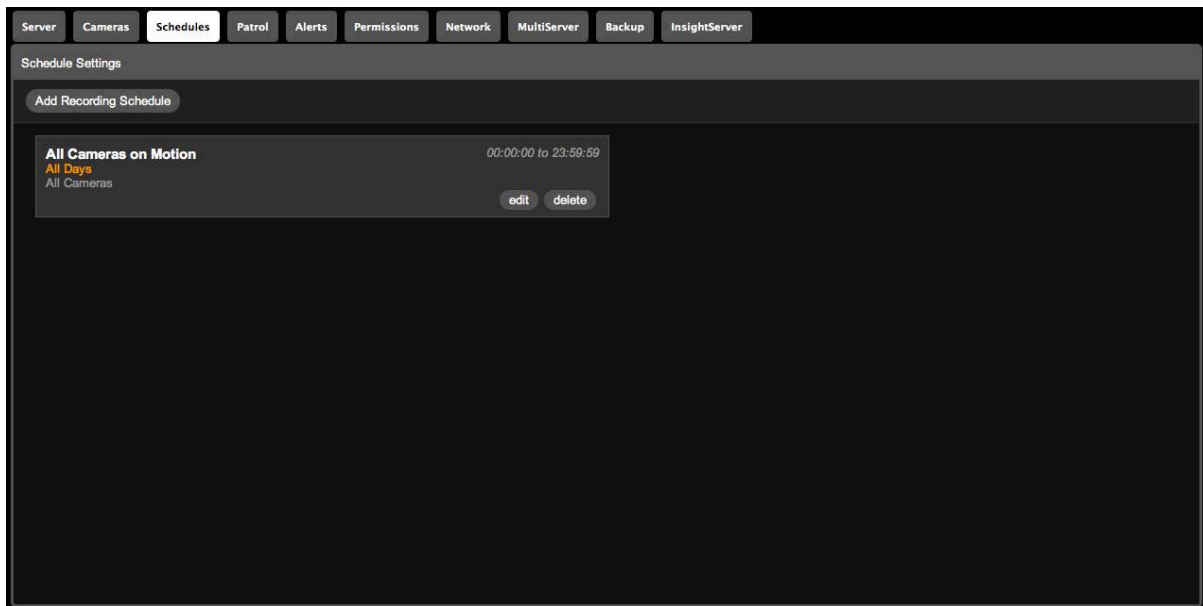 Server Cameras Schedules Patrol Alerts Permissions Network MultiServer Backup InsightServer
Schedule Settings
Add Recording Schedule
All Cameras on Motion 00:00:00 to 23:59:59
All Days
All Cameras
edit delete